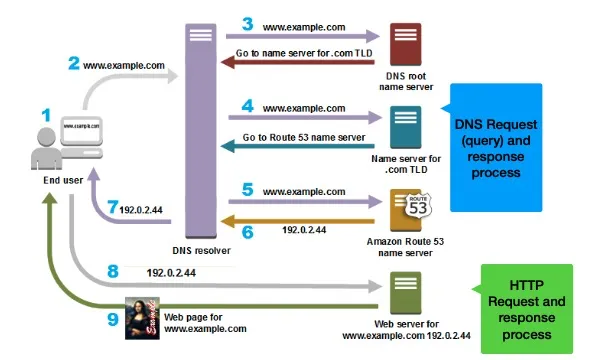 3 www.example.com
Go to name server for .com TLD
DNS root
name server
2 www.example.com
1
www.example.com
End user
4 www.example.com
Go to Route 53 name server
Name server for
.com TLD
DNS Request
(query) and
response
process
5 www.example.com
7 192.0.2.44
6 192.0.2.44
ROUTE
53
Amazon Route 53
name server
DNS resolver
8 192.0.2.44
9
Example
Web page for
www.example.com
Web server for
www.example.com 192.0.2.44
HTTP
Request and
response
process